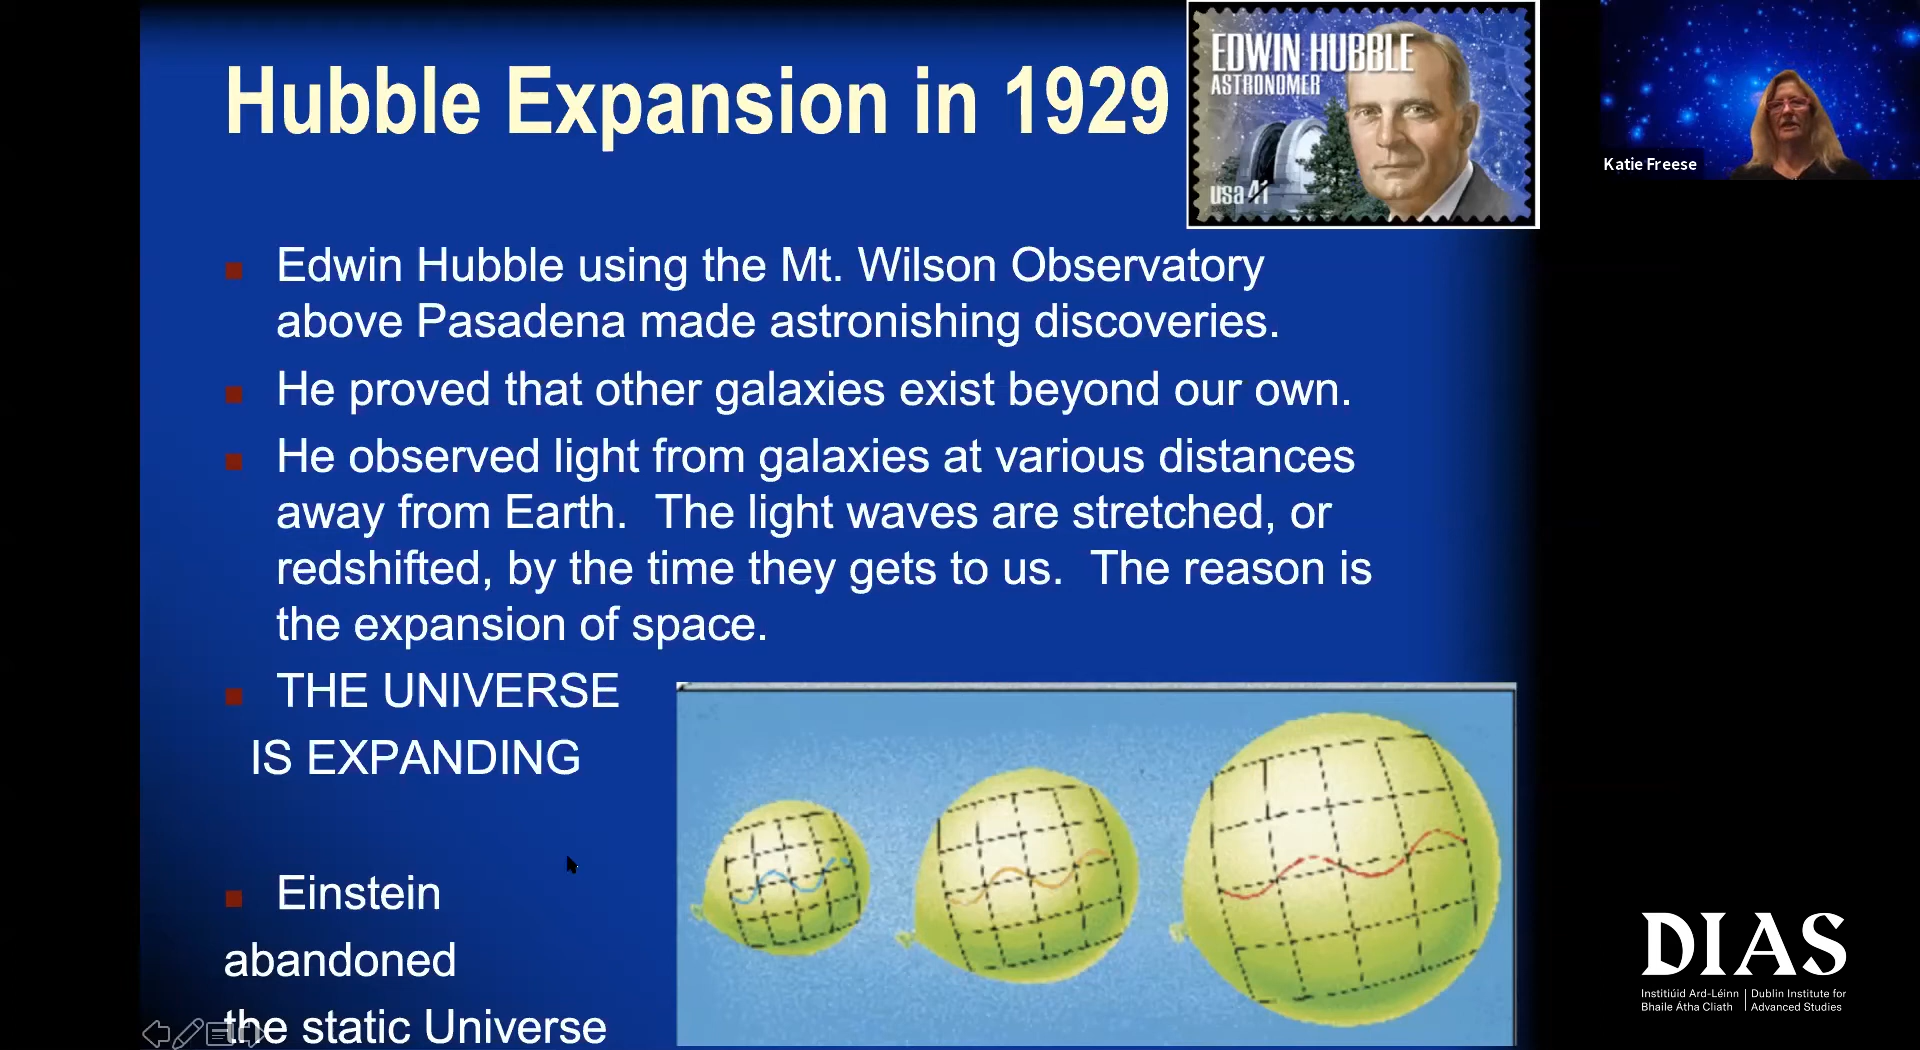 Hubble Expansion in 1929
EDWIN HUBBLE
ASTRONOMER
usa 41
Katie Freese
Edwin Hubble using the Mt. Wilson Observatory
above Pasadena made astronishing discoveries.
He proved that other galaxies exist beyond our own.
He observed light from galaxies at various distances
away from Earth.  The light waves are stretched, or
redshifted, by the time they gets to us.  The reason is
the expansion of space.
THE UNIVERSE
IS EXPANDING
Einstein
abandoned
the static Universe
DIAS
Institiúid Ard-Léinn
Bhaile Átha Cliath
Dublin Institute for
Advanced Studies